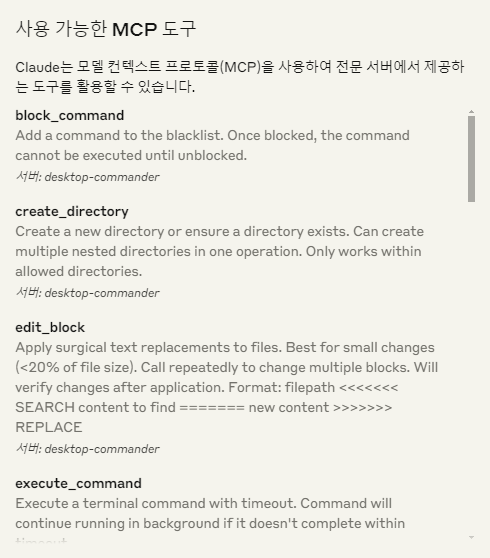 사용 가능한 MCP 도구
Claude는 모델 컨텍스트 프로토콜(MCP)을 사용하여 전문 서버에서 제공하
는 도구를 활용할 수 있습니다.
block_command
Add a command to the blacklist. Once blocked, the command
cannot be executed until unblocked.
서버: desktop-commander
create_directory
Create a new directory or ensure a directory exists. Can create
multiple nested directories in one operation. Only works within
allowed directories.
서버: desktop-commander
edit_block
Apply surgical text replacements to files. Best for small changes
(<20% of file size). Call repeatedly to change multiple blocks. Will
verify changes after application. Format: filepath <<<<<<<
SEARCH content to find ======= new content >>>>>>>
REPLACE
서버: desktop-commander
execute_command
Execute a terminal command with timeout. Command will
continue running in background if it doesn't complete within